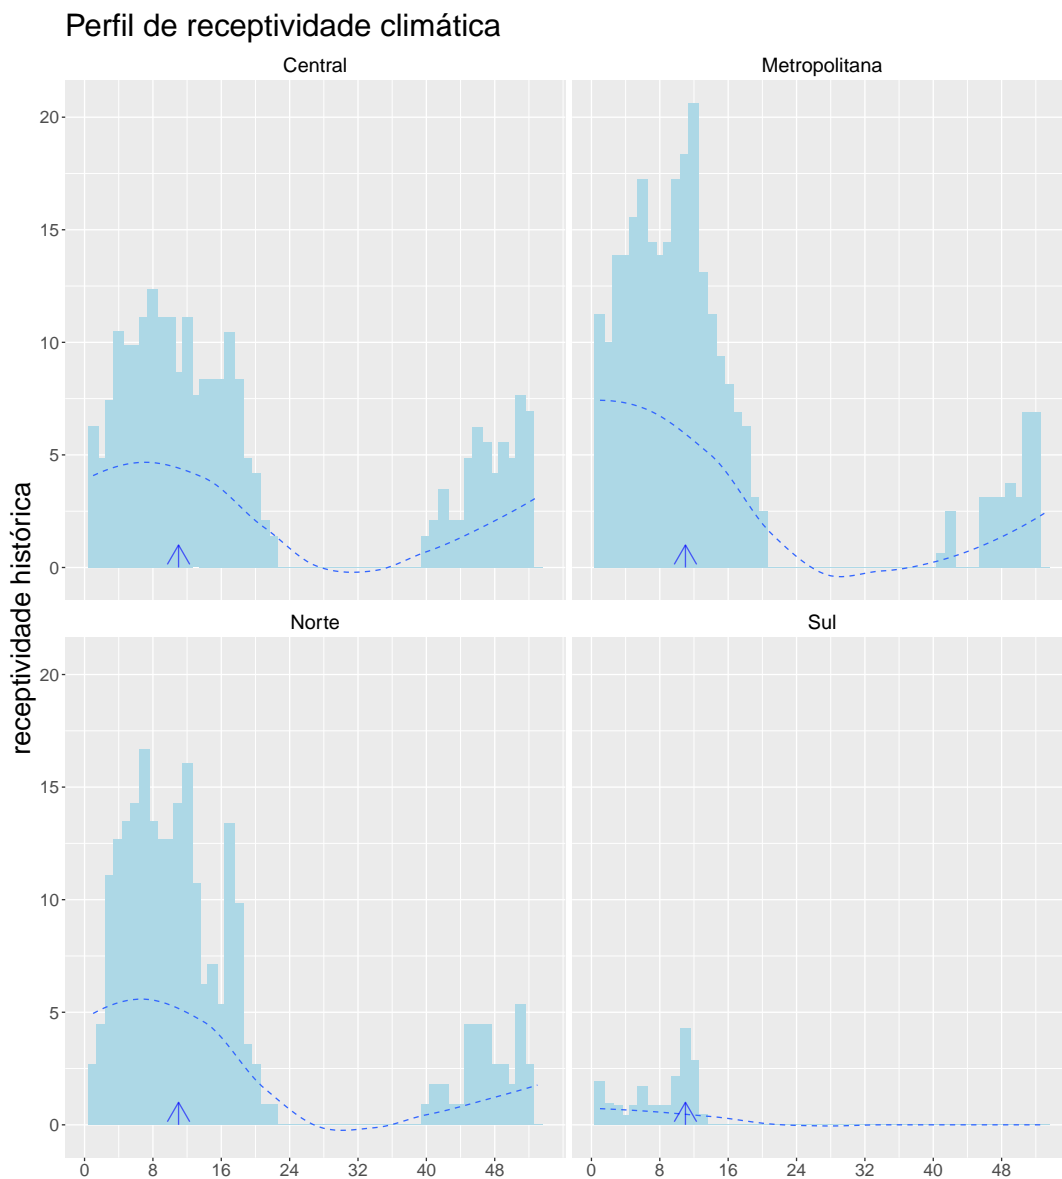 Perfil de receptividade climática
Central
Metropolitana
20
15
10
5
0
receptividade histórica
Norte
Sul
20
15
10
5
0
0 8 16 24 32 40 48
0 8 16 24 32 40 48